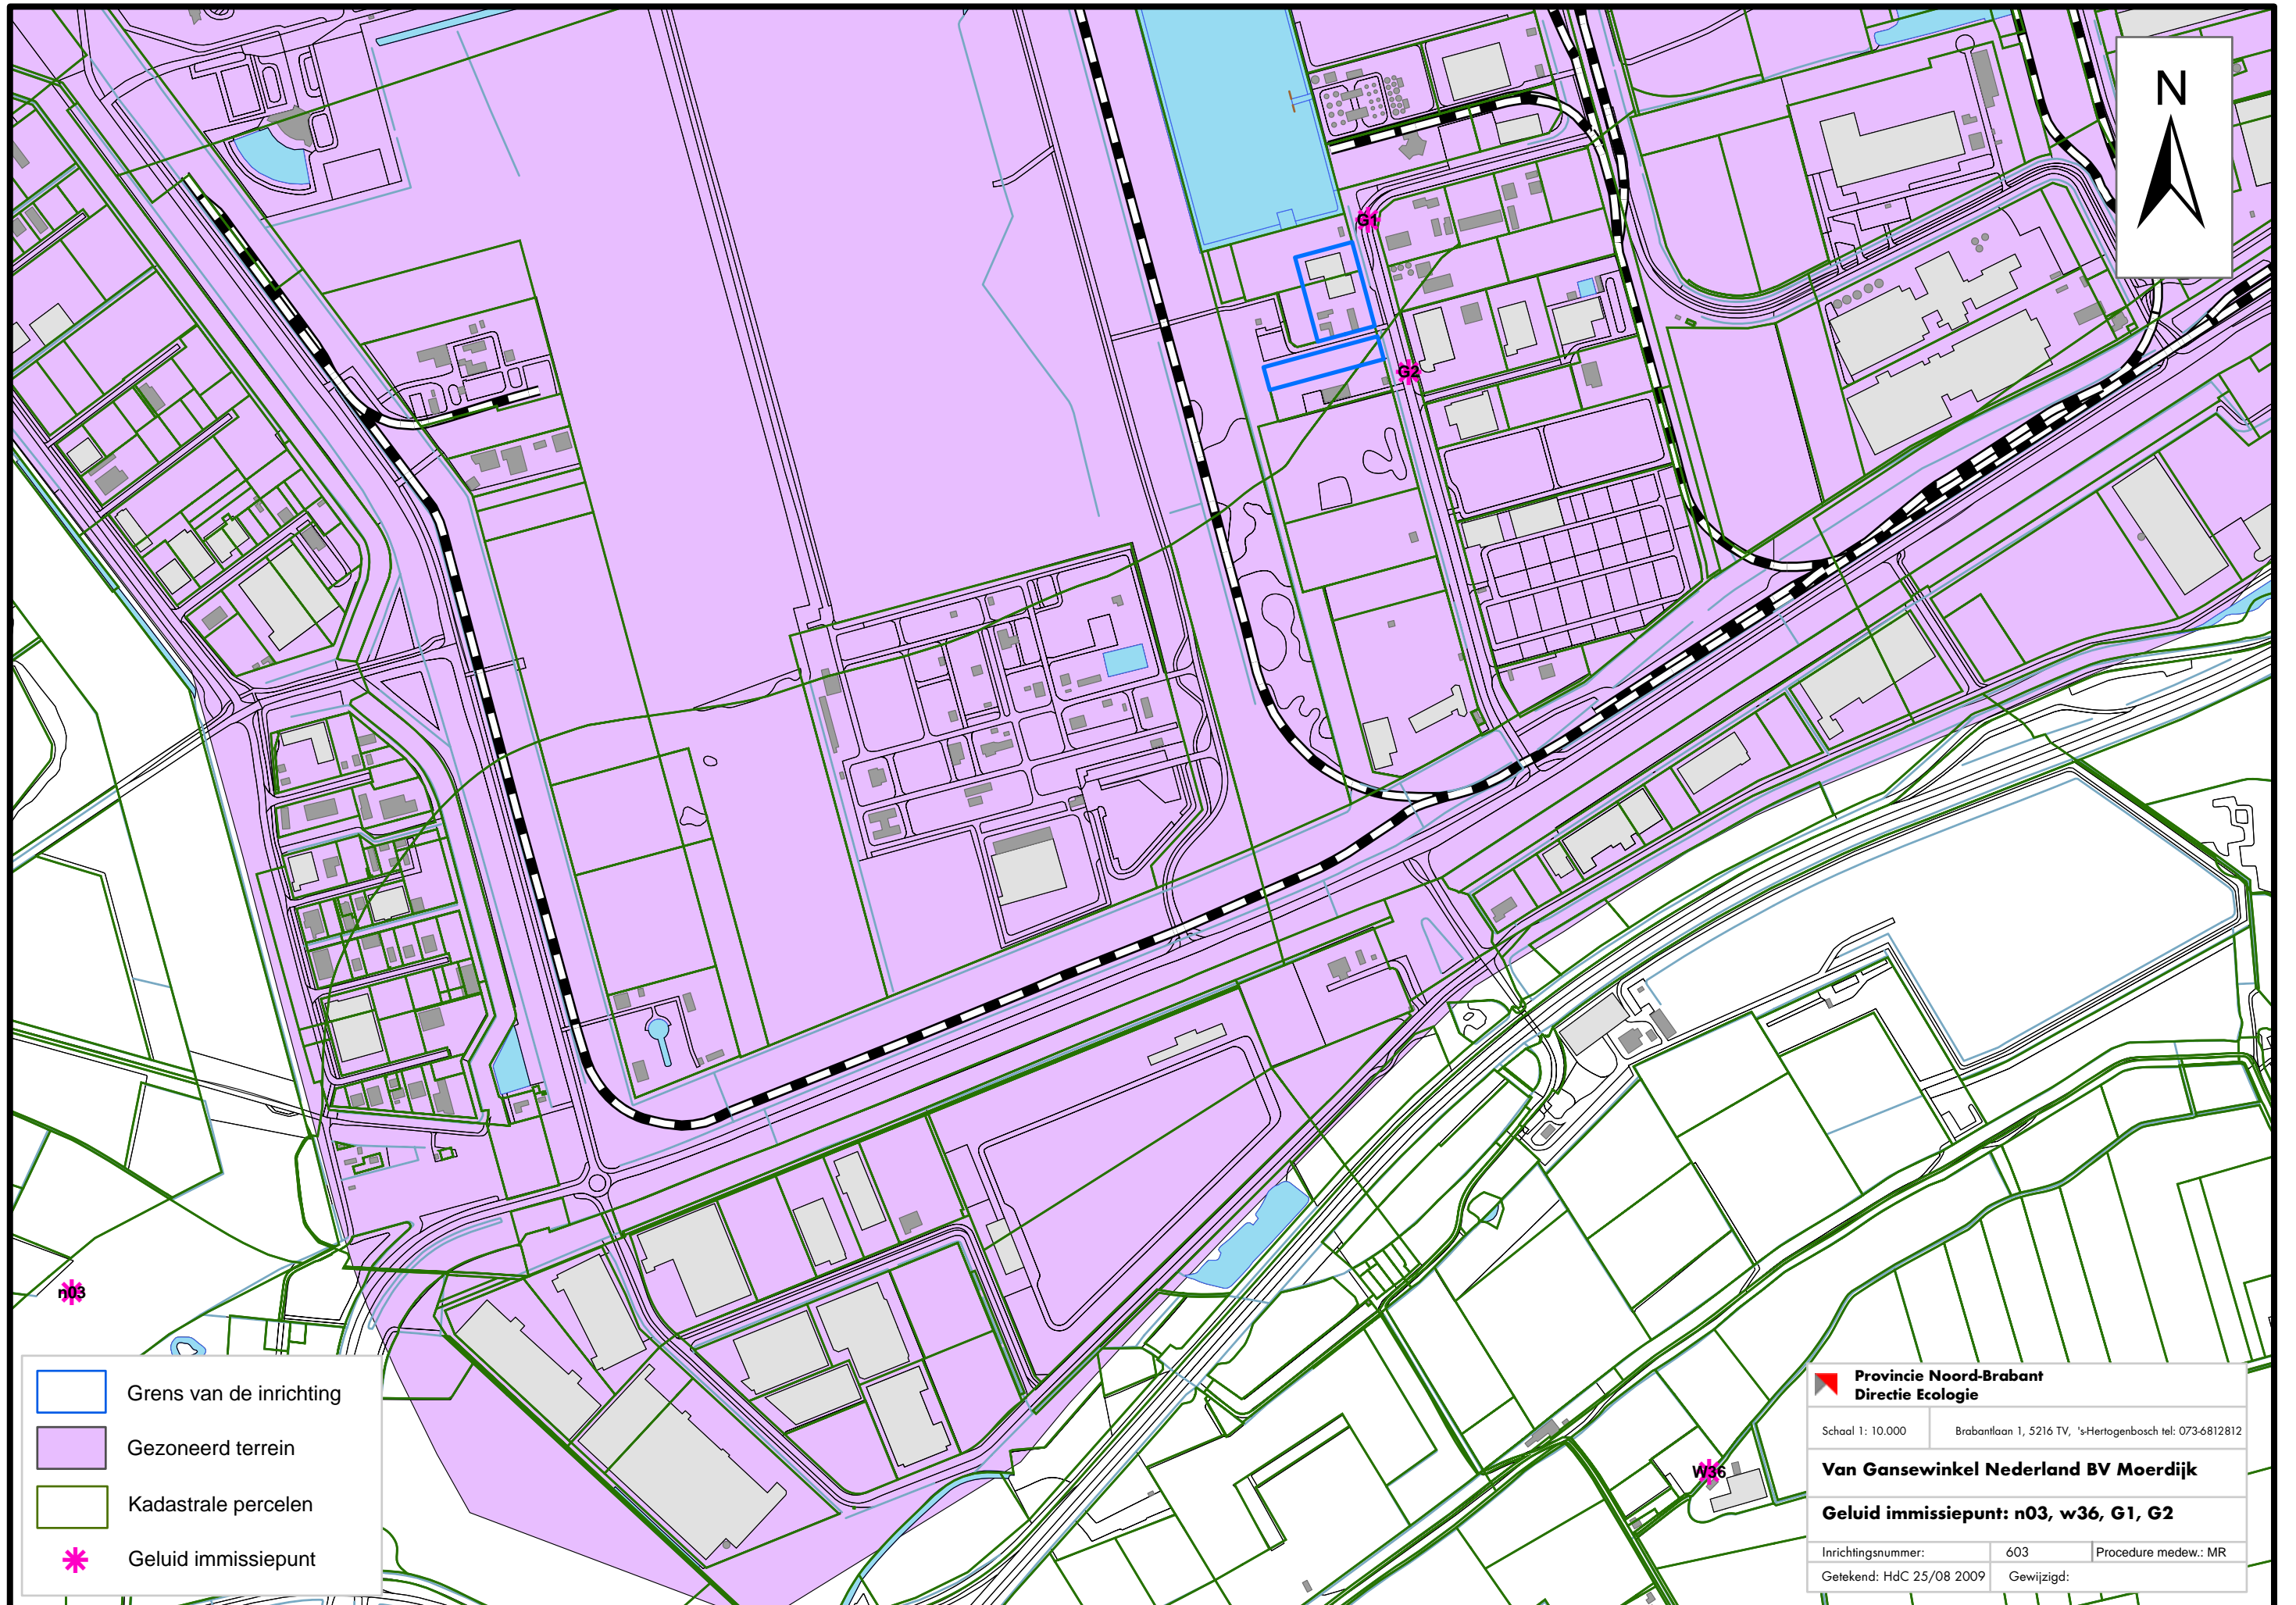 N
G1
G2
n03
W36
Grens van de inrichting
Gezoneerd terrein
Kadastrale percelen
Geluid immissiepunt
Provincie Noord-Brabant
Directie Ecologie
Schaal 1: 10.000
Brabantlaan 1, 5216 TV, 's-Hertogenbosch tel: 073-6812812
Van Gansewinkel Nederland BV Moerdijk
Geluid immissiepunt: n03, w36, G1, G2
Inrichtingsnummer: 603 Procedure medew.: MR
Getekend: HdC 25/08 2009 Gewijzigd: